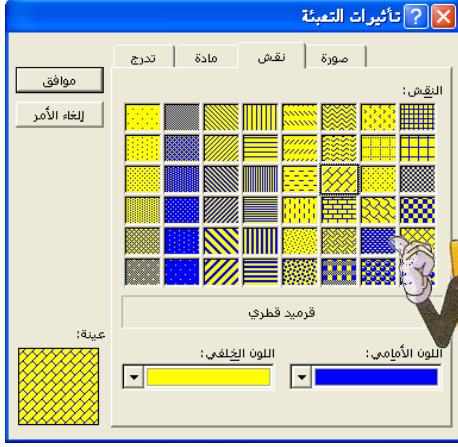 تأثيرات التعبئة
صورة
نقش
مادة
تدرج
النقش:
موافق
إلغاء الأمر
قرميد قطري
عينة:
اللون الأمامي:
اللون الخلفي: